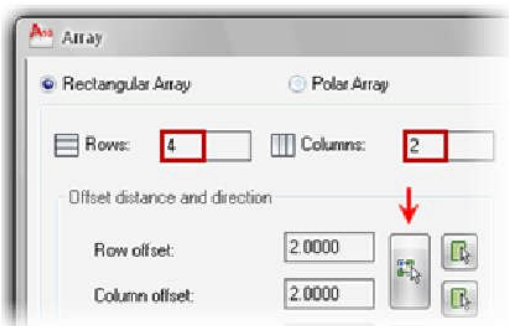 Array
Rectangular Array Polar Array
Rows: 4 Columns: 2
Offset distance and direction
Row offset: 2.0000
Column offset: 2.0000